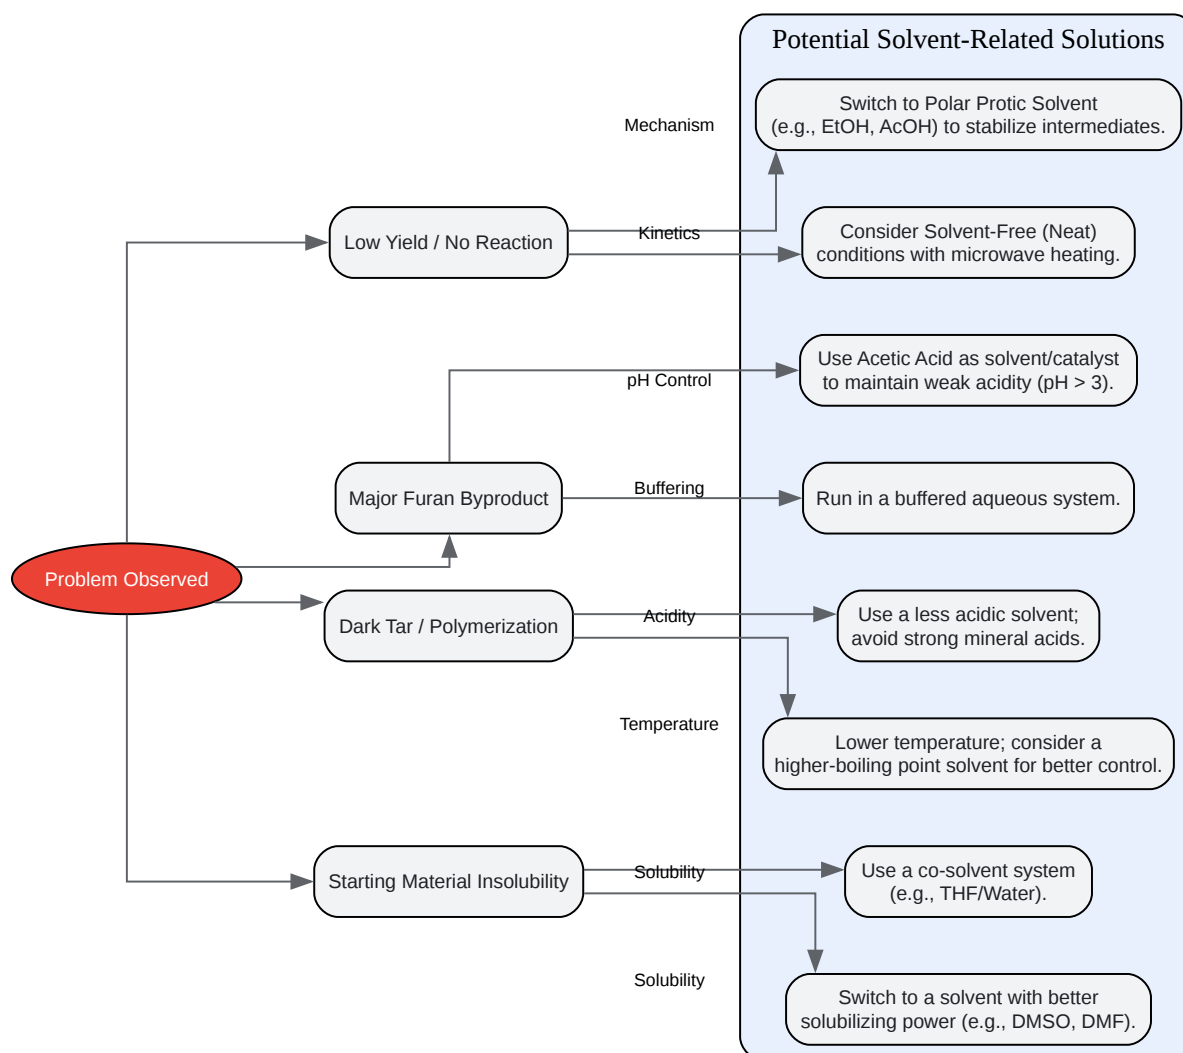 Potential Solvent-Related Solutions
Mechanism
Switch to Polar Protic Solvent
(e.g., EtOH, AcOH) to stabilize intermediates.
Low Yield / No Reaction
Kinetics
Consider Solvent-Free (Neat)
conditions with microwave heating.
pH Control
Use Acetic Acid as solvent/catalyst
to maintain weak acidity (pH > 3).
Major Furan Byproduct
Buffering
Run in a buffered aqueous system.
Problem Observed
Dark Tar / Polymerization
Acidity
Use a less acidic solvent;
avoid strong mineral acids.
Temperature
Lower temperature; consider a
higher-boiling point solvent for better control.
Starting Material Insolubility
Solubility
Use a co-solvent system
(e.g., THF/Water).
Solubility
Switch to a solvent with better
solubilizing power (e.g., DMSO, DMF).